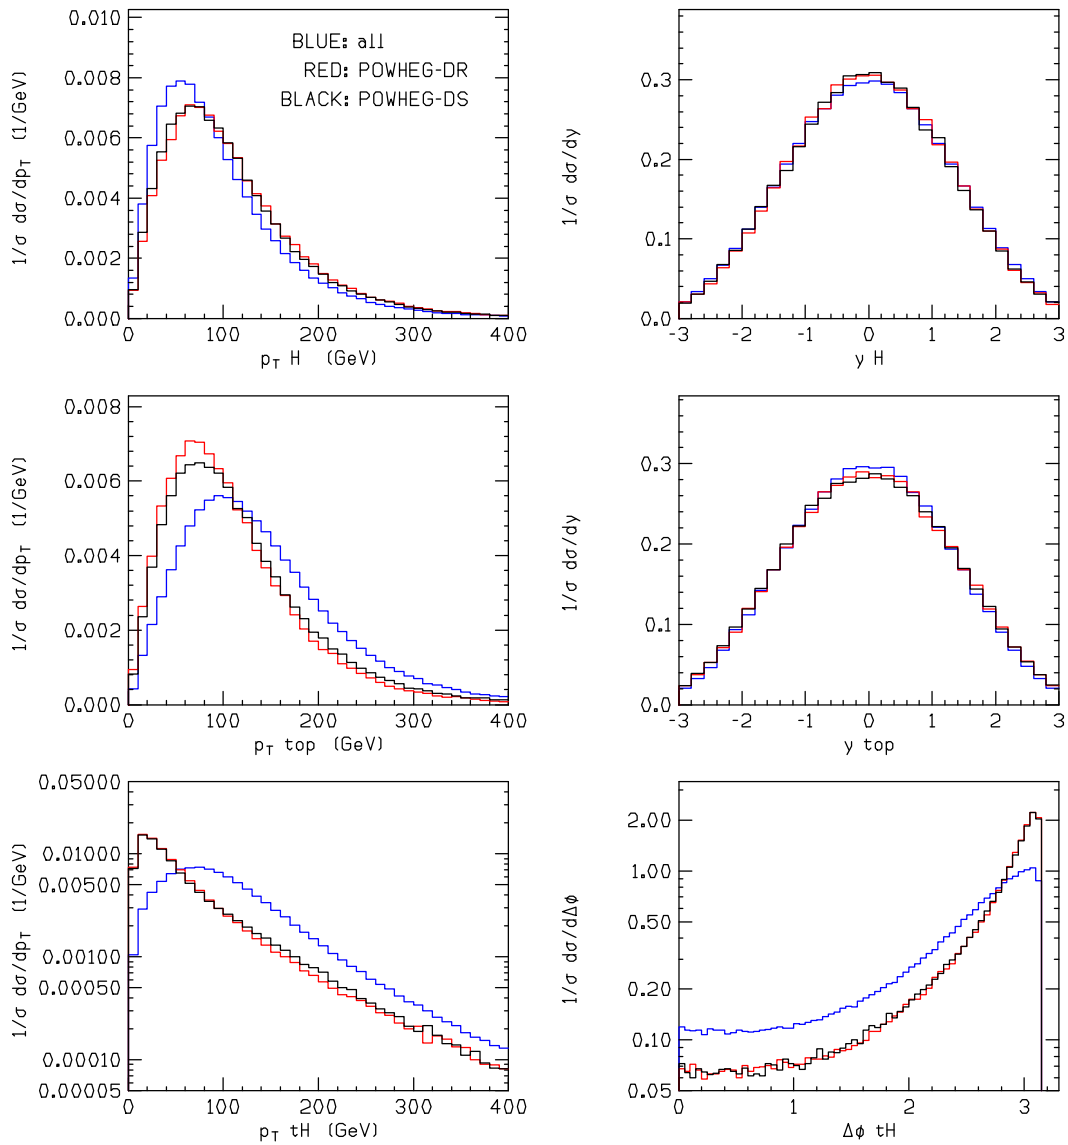 0.010
0.008
0.006
0.004
0.002
0.000
1/σ dσ/dp_T (1/GeV)
BLUE: all
RED: POWHEG-DR
BLACK: POWHEG-DS
0 100 200 300 400
p_T H (GeV)
0.3
0.2
0.1
0.0
1/σ dσ/dy
-3 -2 -1 0 1 2 3
y H
0.008
0.006
0.004
0.002
0.000
1/σ dσ/dp_T (1/GeV)
0 100 200 300 400
p_T top (GeV)
0.3
0.2
0.1
0.0
1/σ dσ/dy
-3 -2 -1 0 1 2 3
y top
0.05000
0.01000
0.00500
0.00100
0.00050
0.00010
0.00005
1/σ dσ/dp_T (1/GeV)
0 100 200 300 400
p_T tH (GeV)
2.00
1.00
0.50
0.20
0.10
0.05
1/σ dσ/dΔϕ
0 1 2 3
Δϕ tH